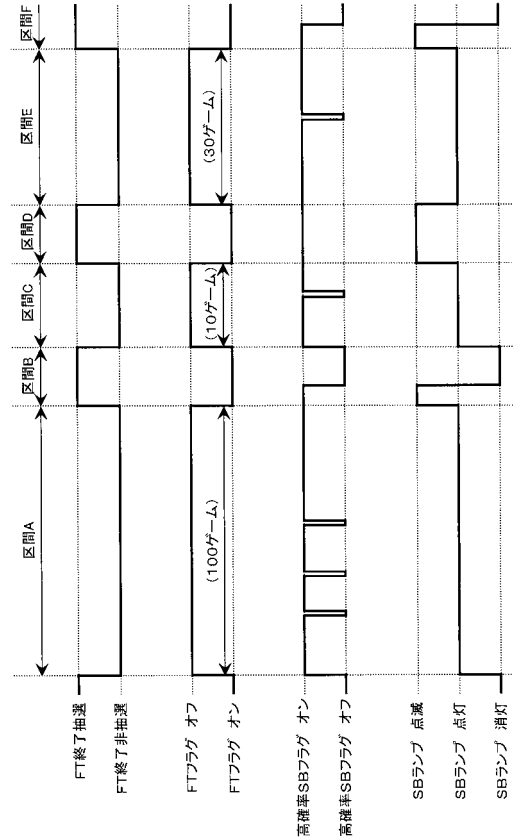 区間A
区間B
区間C
区間D
区間E
区間F
FT終了抽選
FT終了非抽選
FTフラグ オフ
FTフラグ オン
(100ゲーム)
(10ゲーム)
(30ゲーム)
高確率SBフラグ オン
高確率SBフラグ オフ
SBランプ 点滅
SBランプ 点灯
SBランプ 消灯